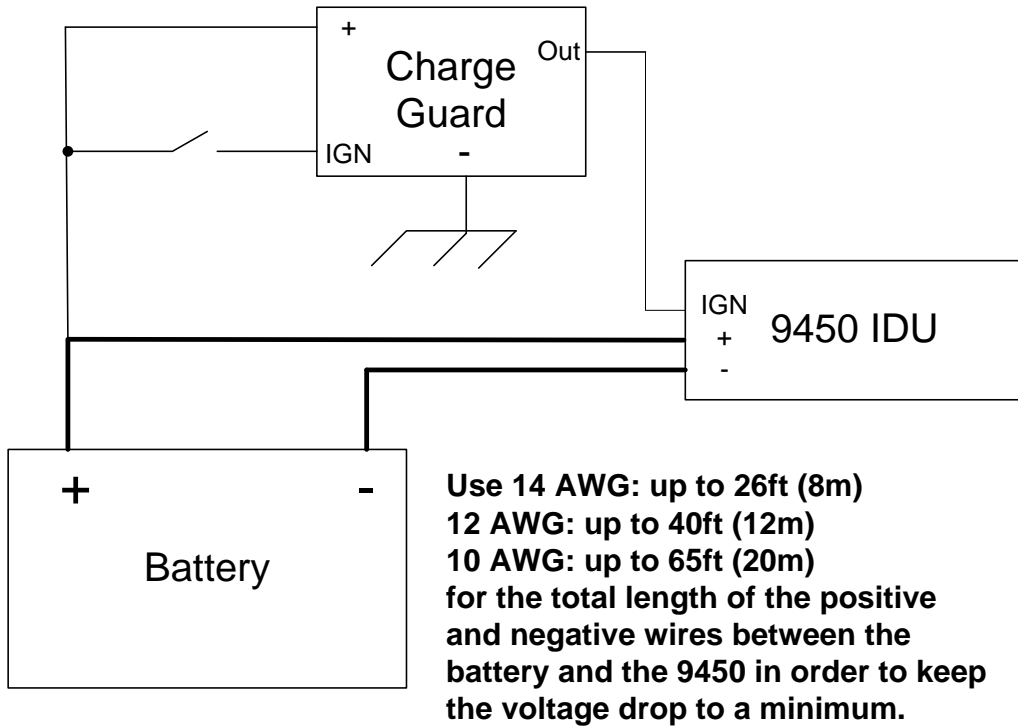 +
Out
Charge
Guard
IGN
-
IGN
+
-
9450 IDU
+
-
Battery
Use 14 AWG: up to 26ft (8m)
12 AWG: up to 40ft (12m)
10 AWG: up to 65ft (20m)
for the total length of the positive
and negative wires between the
battery and the 9450 in order to keep
the voltage drop to a minimum.